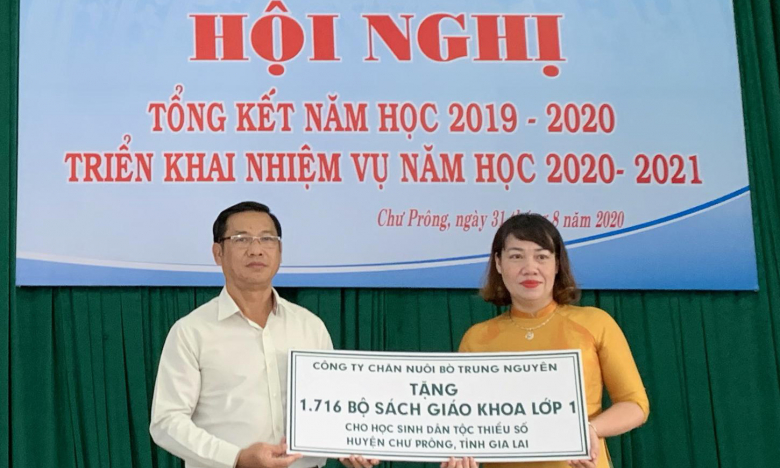 HỘI NGHỊ
TỔNG KẾT NĂM HỌC 2019 - 2020
TRIỂN KHAI NHIỆM VỤ NĂM HỌC 2020- 2021
Chư Prông, ngày 31 8 năm 2020
CÔNG TY CHĂN NUÔI BÒ TRUNG NGUYÊN
TẶNG
1.716 BỘ SÁCH GIÁO KHOA LỚP 1
CHO HỌC SINH DÂN TỘC THIỂU SỐ
HUYỆN CHƯ PRÔNG, TỈNH GIA LAI